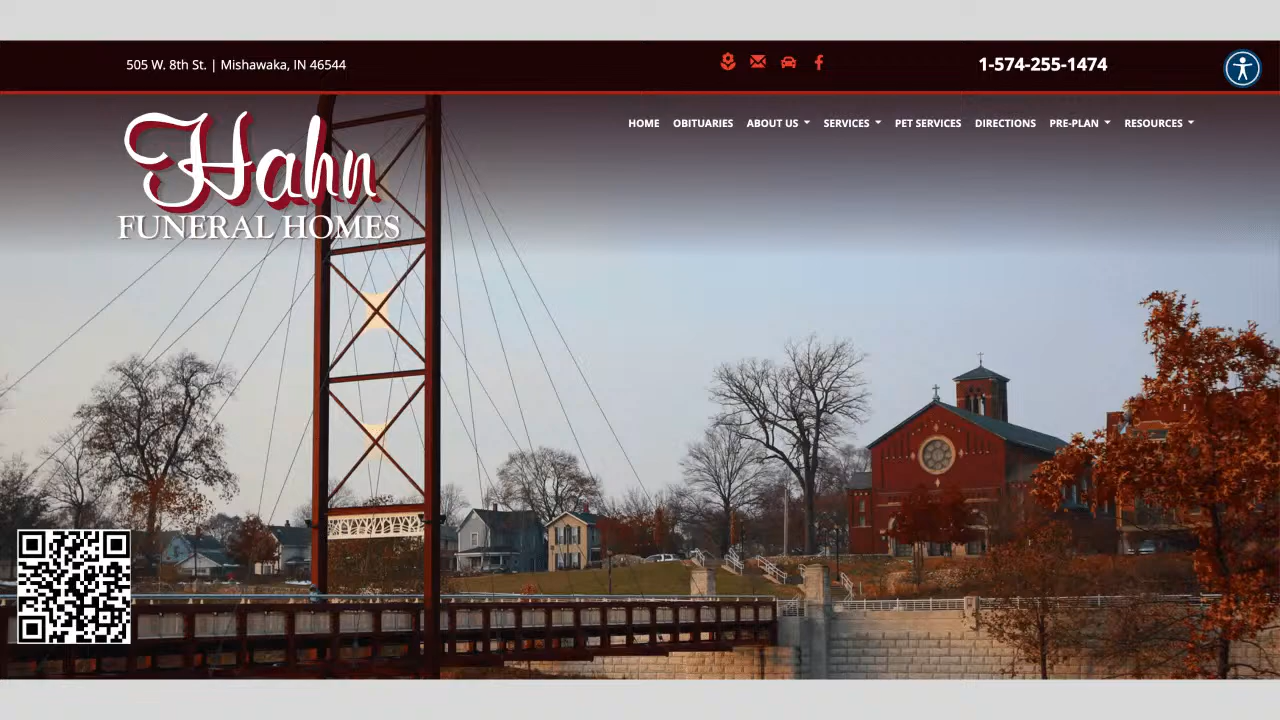 505 W. 8th St. | Mishawaka, IN 46544
1-574-255-1474
Hahn
FUNERAL HOMES
HOME OBITUARIES ABOUT US SERVICES PET SERVICES DIRECTIONS PRE-PLAN RESOURCES